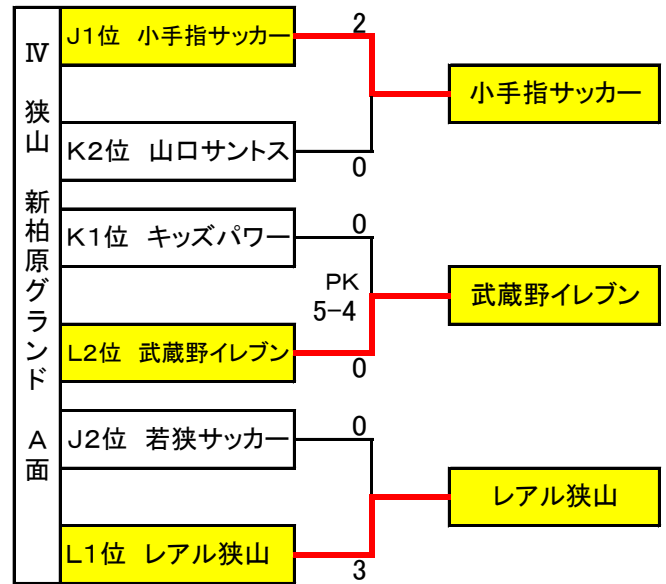 Ⅳ 狭山 新柏原グランド A面
J1位 小手指サッカー
2
小手指サッカー
K2位 山口サントス
0
K1位 キッズパワー
0
PK
5-4
武蔵野イレブン
L2位 武蔵野イレブン
0
J2位 若狭サッカー
0
レアル狭山
L1位 レアル狭山
3